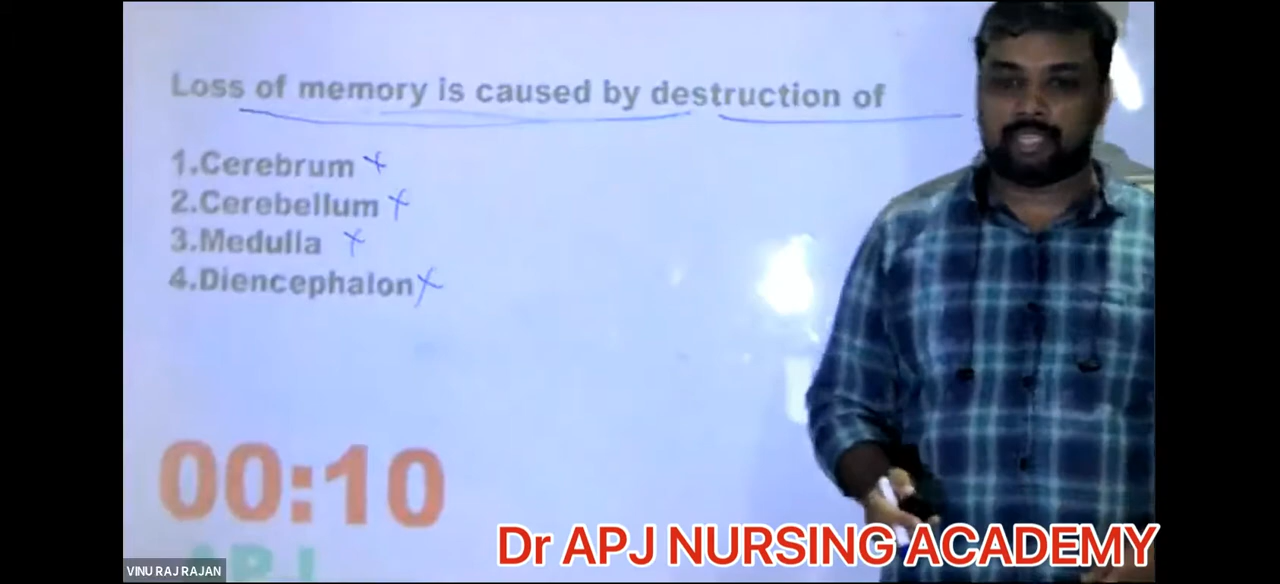 Loss of memory is caused by destruction of
1.Cerebrum
2.Cerebellum
3.Medulla
4.Diencephalon
00:10
APJ
Dr APJ NURSING ACADEMY
VINU RAJ RAJAN